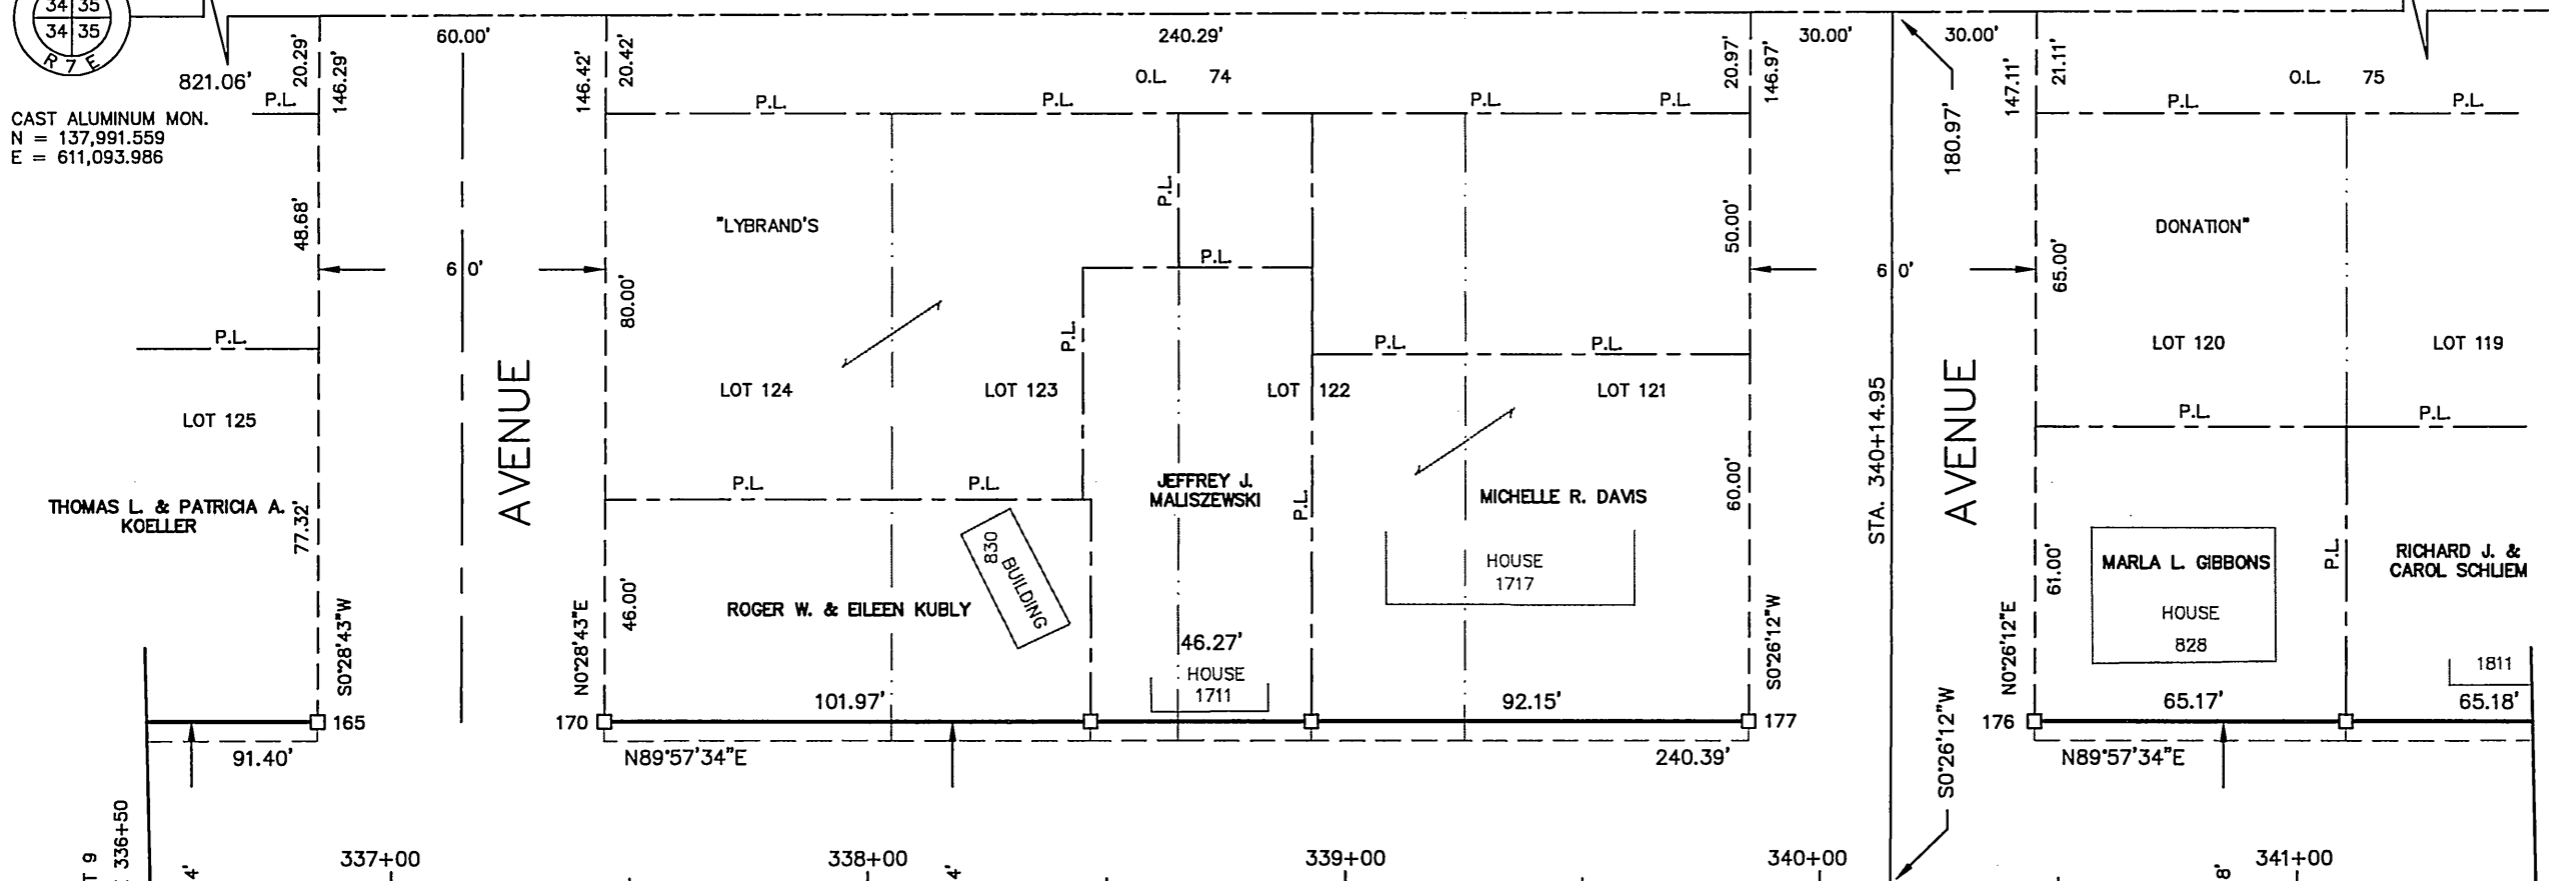 34 35
34 35
R 7 E
821.06'
CAST ALUMINUM MON.
N = 137,991.559
E = 611,093.986
20.29'
146.29'
60.00'
146.42'
20.42'
240.29'
O.L. 74
20.97'
146.97'
30.00'
30.00'
180.97'
147.11'
21.11'
O.L. 75
P.L.
P.L.
P.L.
P.L.
P.L.
P.L.
P.L.
48.68'
60'
80.00'
"LYBRAND'S
P.L.
P.L.
50.00'
60'
65.00'
DONATION"
P.L.
P.L.
P.L.
P.L.
LOT 120
LOT 119
LOT 125
AVENUE
LOT 124
LOT 123
LOT 122
LOT 121
STA. 340+14.95
AVENUE
P.L.
P.L.
THOMAS L. & PATRICIA A.
KOELLER
77.32'
P.L.
P.L.
JEFFREY J.
MALISZEWSKI
P.L.
MICHELLE R. DAVIS
60.00'
830
BUILDING
HOUSE
1717
61.00'
MARLA L. GIBBONS
HOUSE
828
P.L.
RICHARD J. &
CAROL SCHLIEM
S0°28'43"W
N0°28'43"E
46.00'
ROGER W. & EILEEN KUBLY
46.27'
HOUSE
1711
S0°26'12"W
S0°26'12"W
N0°26'12"E
1811
101.97'
92.15'
65.17'
65.18'
165
170
177
176
91.40'
N89°57'34"E
240.39'
N89°57'34"E
T 9
336+50
4'
337+00
338+00
4'
339+00
340+00
8'
341+00